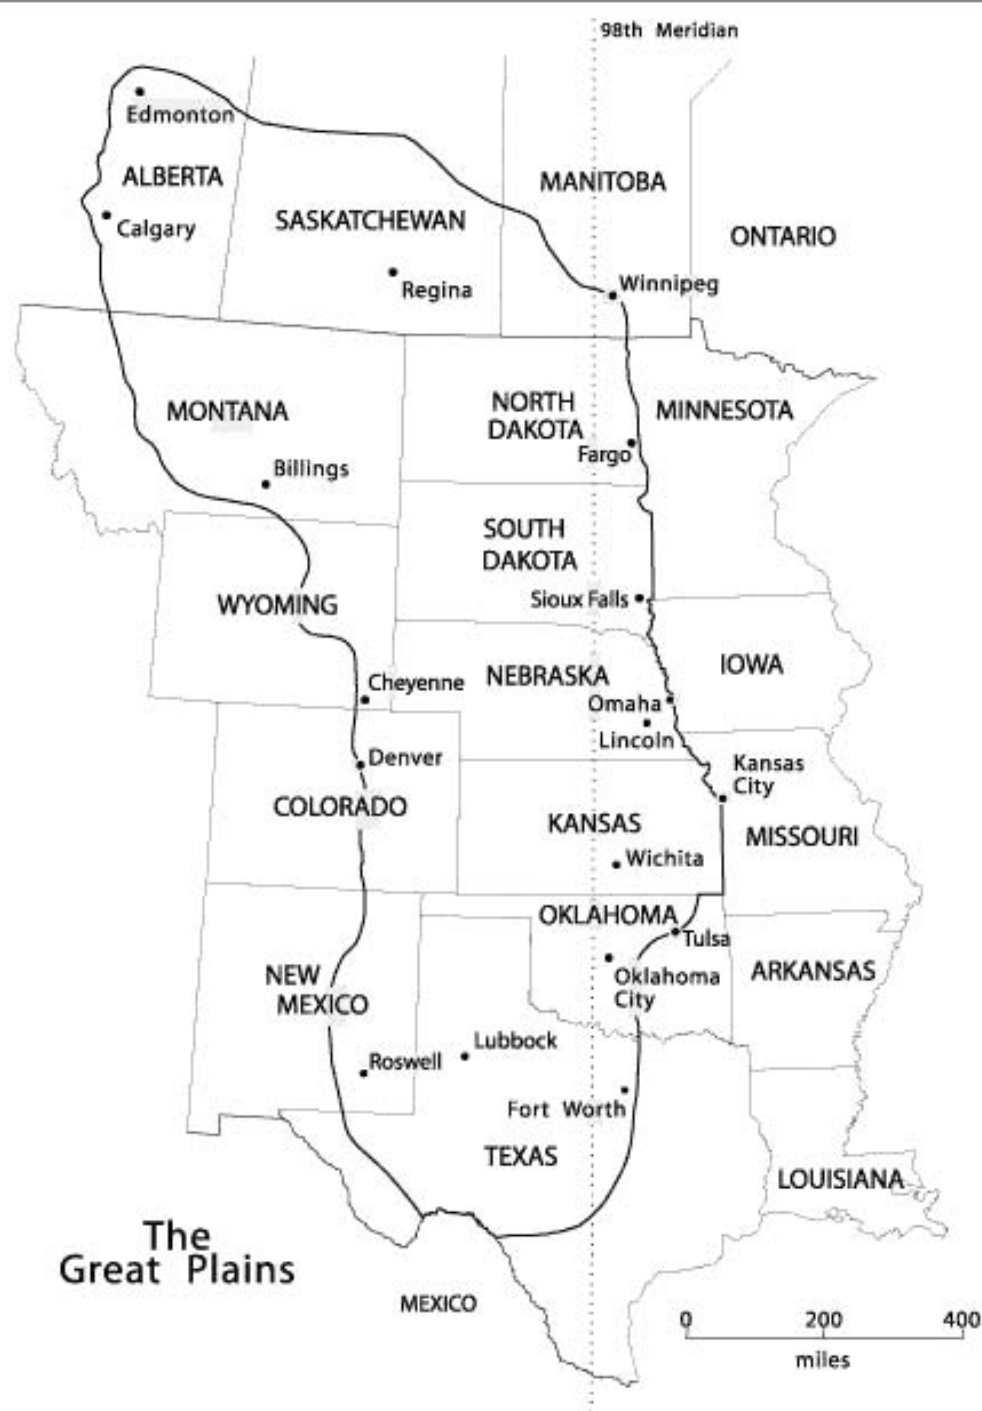 98th Meridian
Edmonton
ALBERTA
MANITOBA
SASKATCHEWAN
Calgary
ONTARIO
Regina
Winnipeg
MONTANA
NORTH
DAKOTA
MINNESOTA
Fargo
Billings
SOUTH
DAKOTA
Sioux Falls
WYOMING
IOWA
NEBRASKA
Cheyenne
Omaha
Lincoln
Denver
Kansas
City
COLORADO
KANSAS
MISSOURI
Wichita
OKLAHOMA
Tulsa
NEW
MEXICO
Oklahoma
City
ARKANSAS
Lubbock
Roswell
Fort Worth
TEXAS
LOUISIANA
The
Great Plains
MEXICO
0 200 400
miles